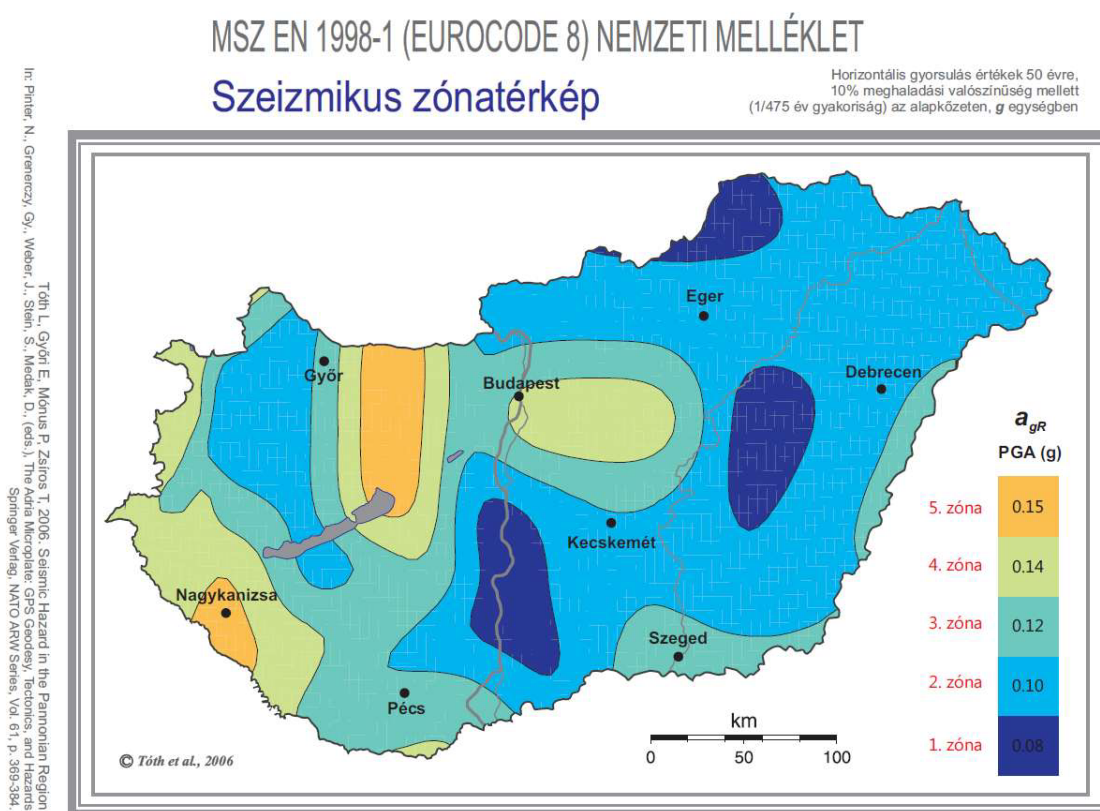 MSZ EN 1998-1 (EUROCODE 8) NEMZETI MELLÉKLET
Szeizmikus zónatérkép
Horizontális gyorsulás értékek 50 évre,
10% meghaladási valószínűség mellett
(1/475 év gyakoriság) az alapkőzeten, g egységben
Tóth L, Győri E, Mónus P, Zsíros T, 2006. Seismic Hazard in the Pannonian Region
In: Pinter, N., Grenerczy, Gy., Weber, J., Stein, S., Medak, D., (eds.), The Adria Microplate: GPS Geodesy, Tectonics, and Hazards
Springer Verlag, NATO ARW Series, Vol. 61, p. 369-384.
Eger
Győr
Budapest
Debrecen
Kecskemét
Nagykanizsa
Szeged
Pécs
agR
PGA (g)
5. zóna 0.15
4. zóna 0.14
3. zóna 0.12
2. zóna 0.10
1. zóna 0.08
km
0 50 100
© Tóth et al., 2006